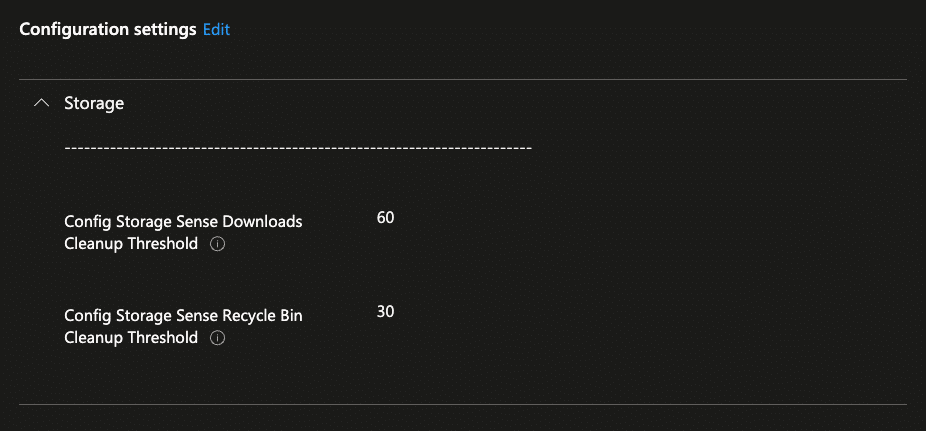 Configuration settings Edit
Storage
------------------------------------------------------------------------
Config Storage Sense Downloads 60
Cleanup Threshold
Config Storage Sense Recycle Bin 30
Cleanup Threshold